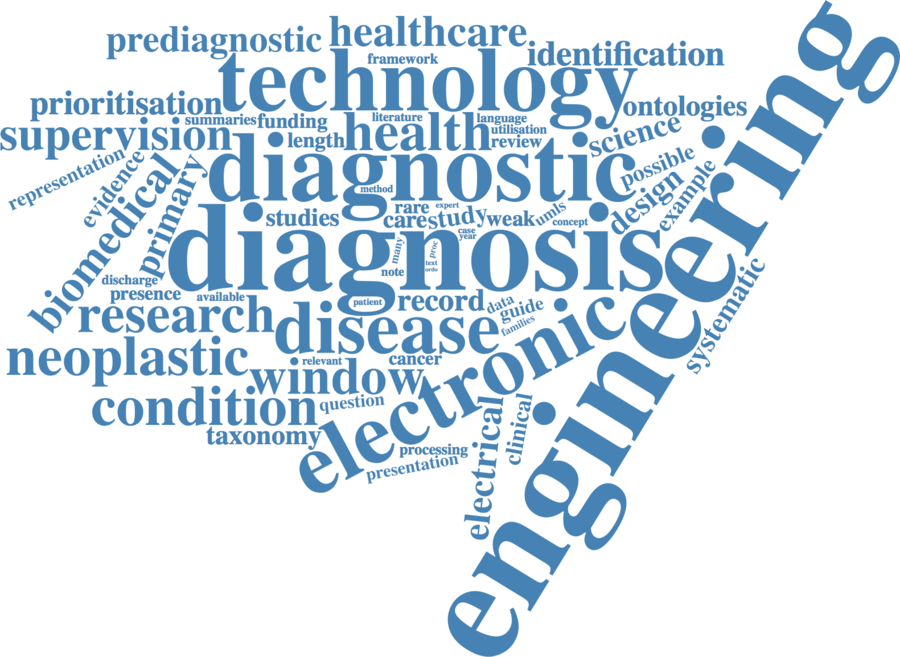 prediagnostic
healthcare
framework
identification
technology
prioritisation
summaries
funding
literature
language
ontologies
supervision
length
health
utilisation
review
science
engineering
representation
evidence
biomedical
primary
diagnostic
possible
design
example
method
studies
rare
expert
care
study
weak
umls
concept
case
year
diagnosis
many
note
proc
text
ordo
discharge
presence
available
patient
record
data
guide
families
research
disease
electronic
systematic
neoplastic
relevant
cancer
window
condition
question
taxonomy
processing
presentation
electrical
clinical